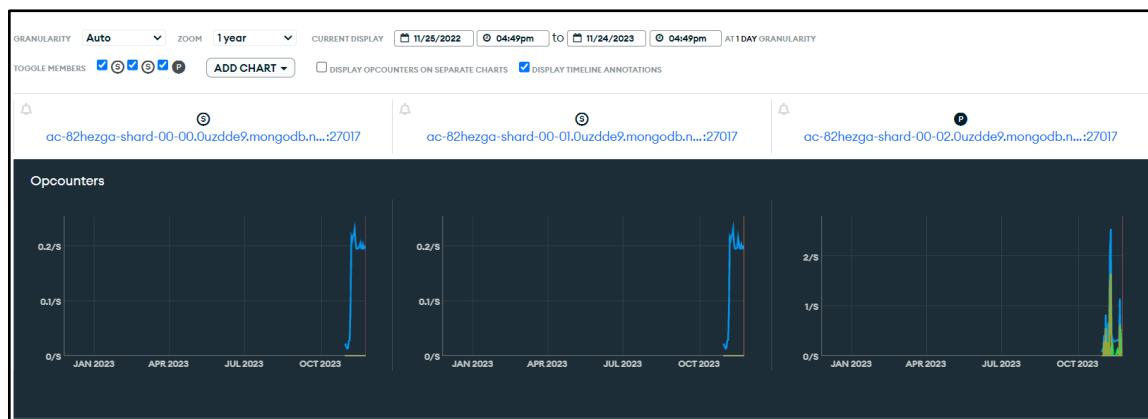 GRANULARITY Auto ZOOM 1 year CURRENT DISPLAY 11/25/2022 04:49pm to 11/24/2023 04:49pm AT 1 DAY GRANULARITY
TOGGLE MEMBERS S S P ADD CHART DISPLAY OPCOUNTERS ON SEPARATE CHARTS DISPLAY TIMELINE ANNOTATIONS
S S P
ac-82hezga-shard-00-00.0uzdde9.mongodb.n...:27017 ac-82hezga-shard-00-01.0uzdde9.mongodb.n...:27017 ac-82hezga-shard-00-02.0uzdde9.mongodb.n...:27017
Opcounters
0.2/S 0.2/S 2/S
0.1/S 0.1/S 1/S
0/S 0/S 0/S
JAN 2023 APR 2023 JUL 2023 OCT 2023 JAN 2023 APR 2023 JUL 2023 OCT 2023 JAN 2023 APR 2023 JUL 2023 OCT 2023